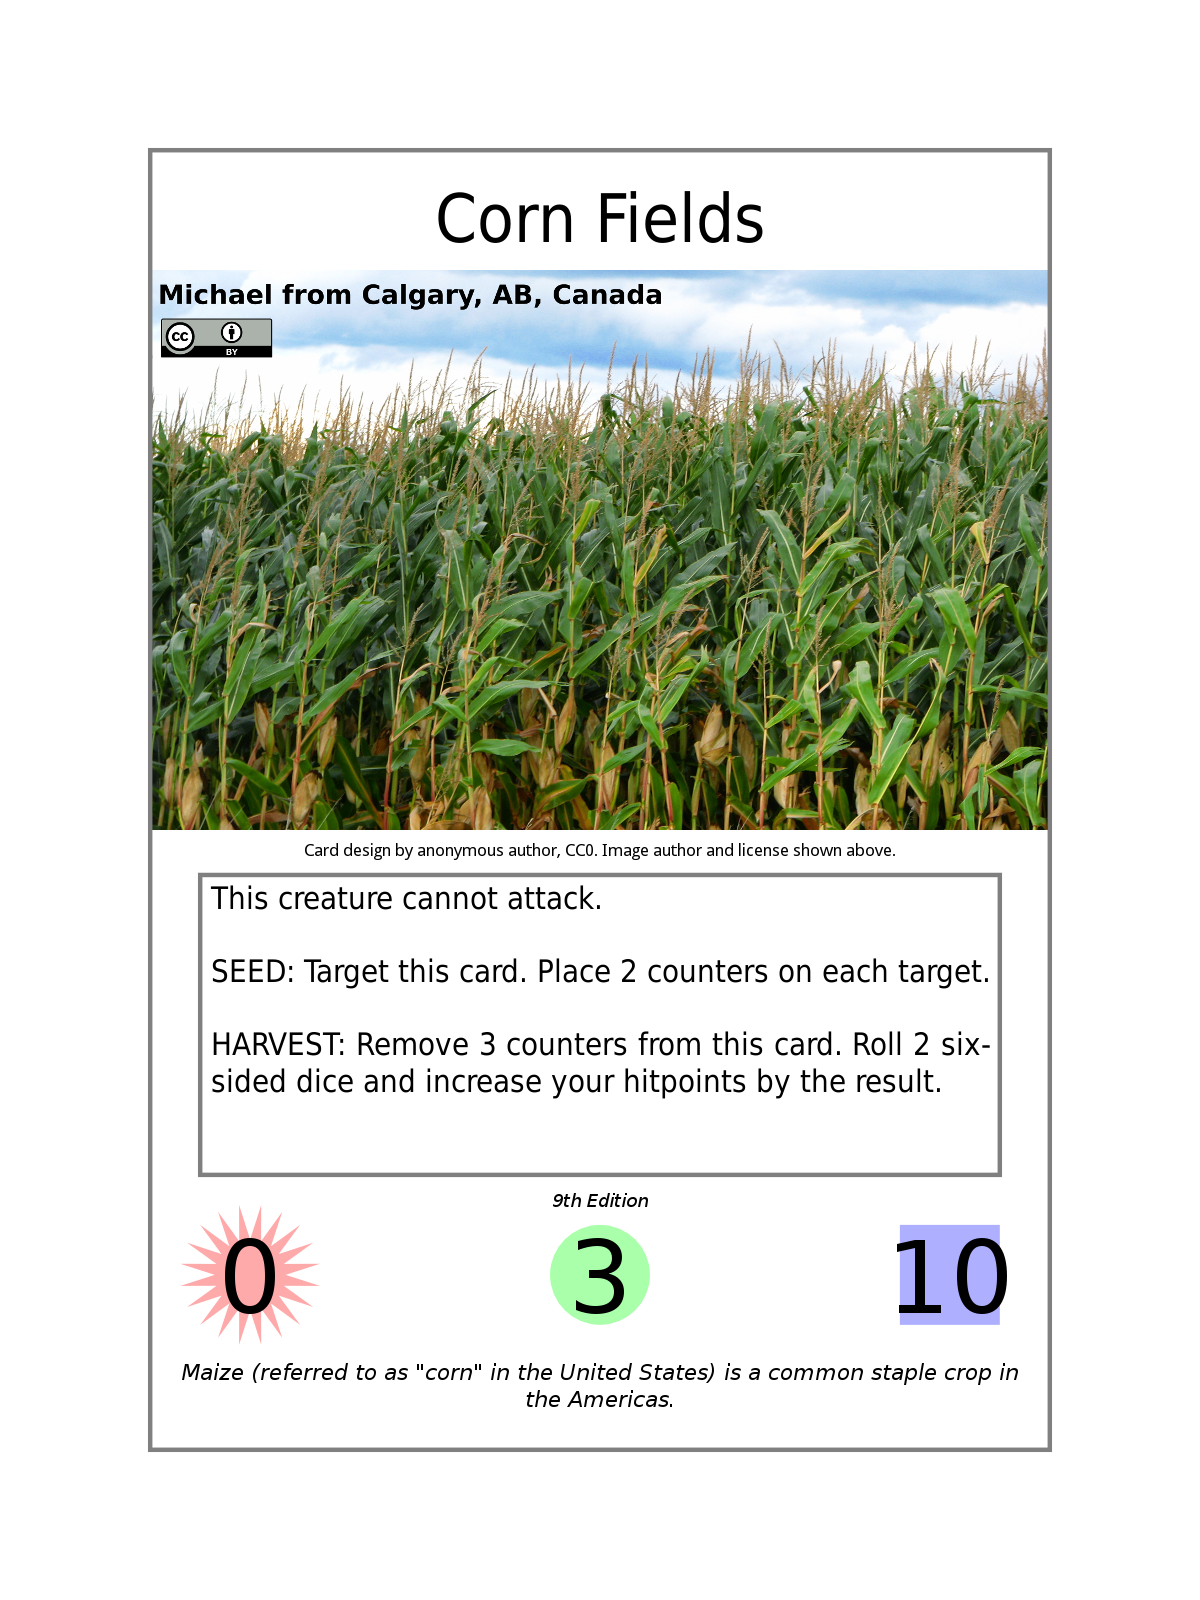 Corn Fields
Michael from Calgary, AB, Canada
cc
BY
Card design by anonymous author, CC0. Image author and license shown above.
This creature cannot attack.
SEED: Target this card. Place 2 counters on each target.
HARVEST: Remove 3 counters from this card. Roll 2 six-
sided dice and increase your hitpoints by the result.
9th Edition
0 3 10
Maize (referred to as "corn" in the United States) is a common staple crop in
the Americas.